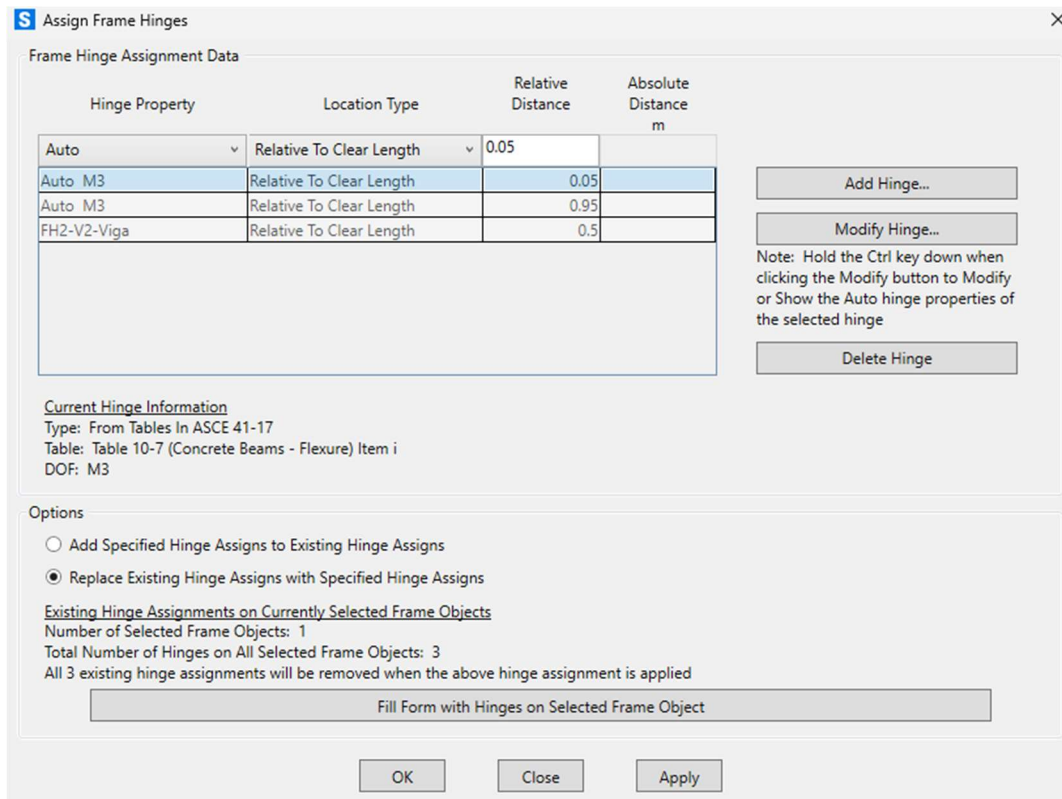 S Assign Frame Hinges
Frame Hinge Assignment Data
Hinge Property Location Type Relative Distance Absolute Distance m
Auto Relative To Clear Length 0.05
Auto M3 Relative To Clear Length 0.05
Auto M3 Relative To Clear Length 0.95
FH2-V2-Viga Relative To Clear Length 0.5
Add Hinge...
Modify Hinge...
Note: Hold the Ctrl key down when
clicking the Modify button to Modify
or Show the Auto hinge properties of
the selected hinge
Delete Hinge
Current Hinge Information
Type: From Tables In ASCE 41-17
Table: Table 10-7 (Concrete Beams - Flexure) Item i
DOF: M3
Options
Add Specified Hinge Assigns to Existing Hinge Assigns
Replace Existing Hinge Assigns with Specified Hinge Assigns
Existing Hinge Assignments on Currently Selected Frame Objects
Number of Selected Frame Objects: 1
Total Number of Hinges on All Selected Frame Objects: 3
All 3 existing hinge assignments will be removed when the above hinge assignment is applied
Fill Form with Hinges on Selected Frame Object
OK Close Apply